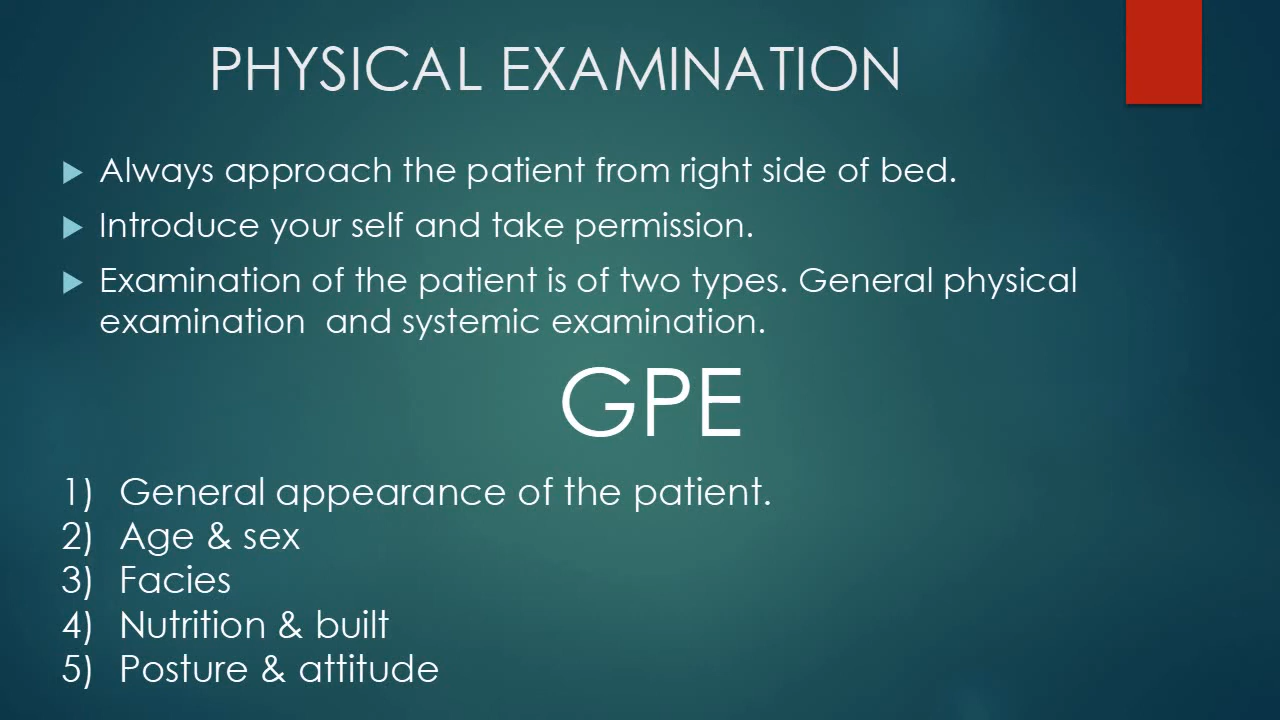 PHYSICAL EXAMINATION
Always approach the patient from right side of bed.
Introduce your self and take permission.
Examination of the patient is of two types. General physical
examination  and systemic examination.
GPE
1) General appearance of the patient.
2) Age & sex
3) Facies
4) Nutrition & built
5) Posture & attitude